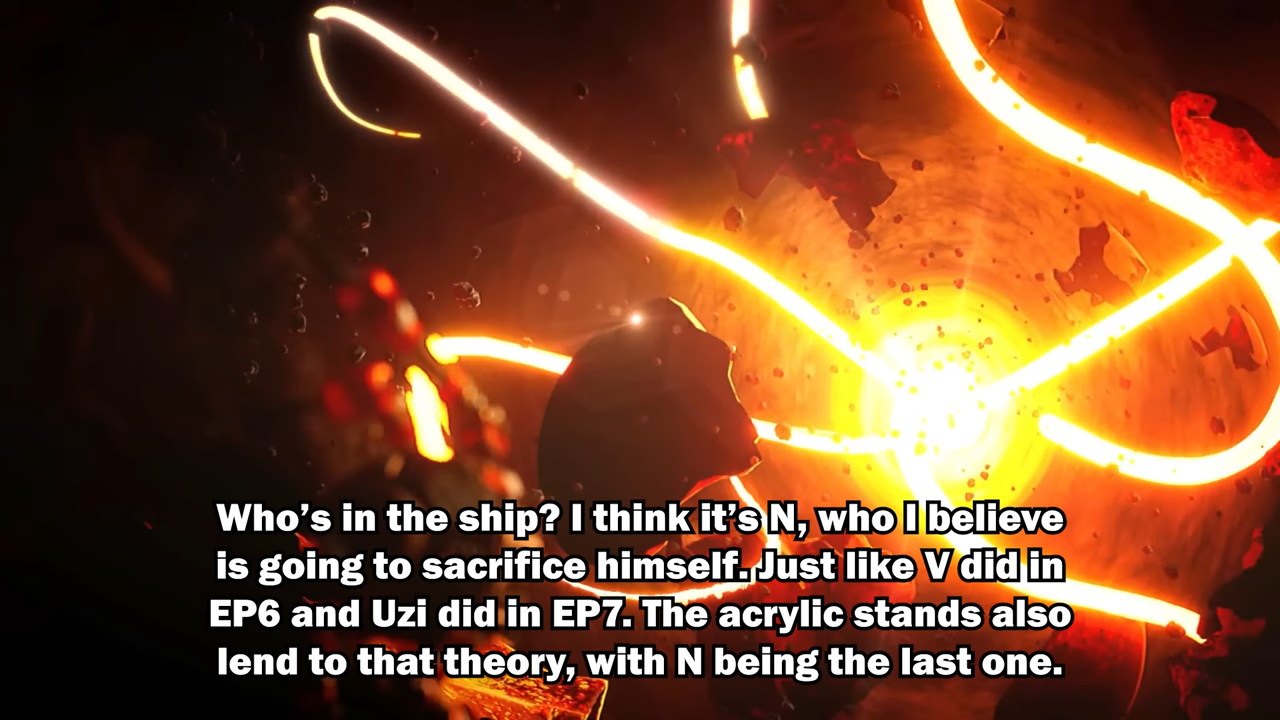 Who’s in the ship? I think it’s N, who I believe
is going to sacrifice himself. Just like V did in
EP6 and Uzi did in EP7. The acrylic stands also
lend to that theory, with N being the last one.